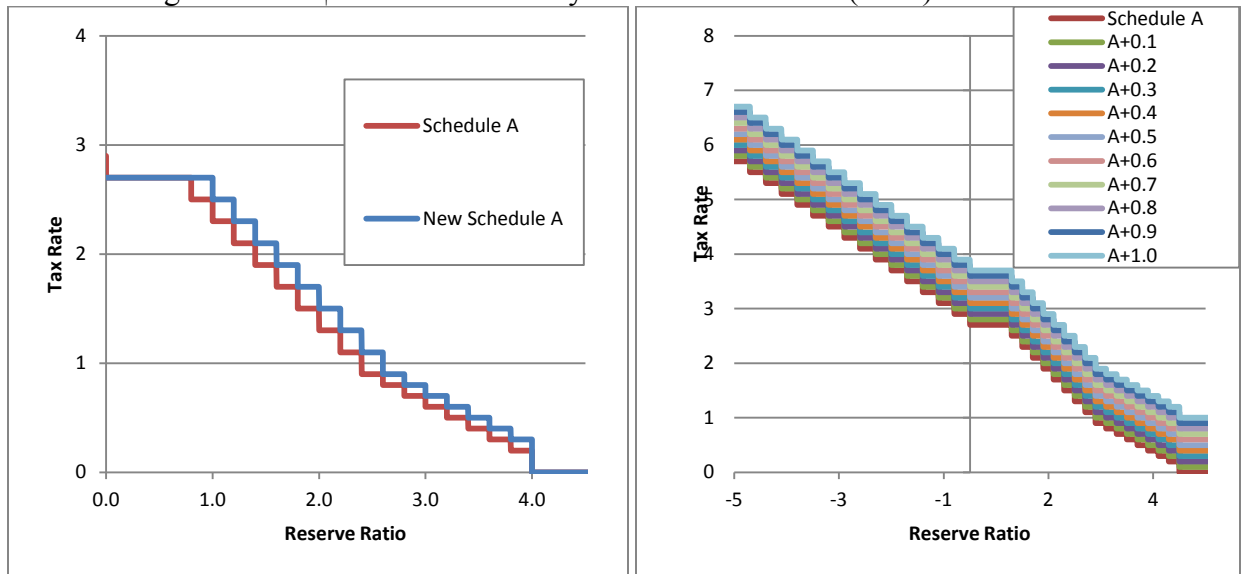 4
3
2
1
0
0.0
1.0
2.0
3.0
4.0
Tax Rate
Reserve Ratio
Schedule A
New Schedule A
8
7
6
5
4
3
2
1
0
-5
-3
-1
2
4
Tax Rate
Reserve Ratio
Schedule A
A+0.1
A+0.2
A+0.3
A+0.4
A+0.5
A+0.6
A+0.7
A+0.8
A+0.9
A+1.0